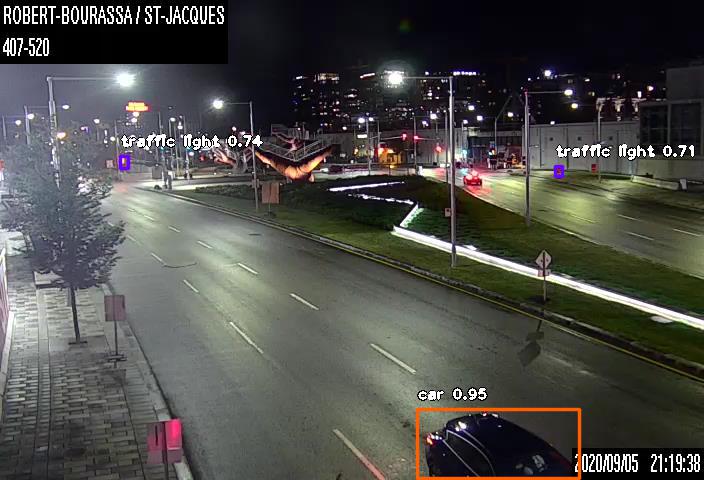 ROBERT-BOURASSA / ST-JACQUES
407-520
traffic light 0.74
traffic light 0.71
car 0.95
2020/09/05 21:19:38